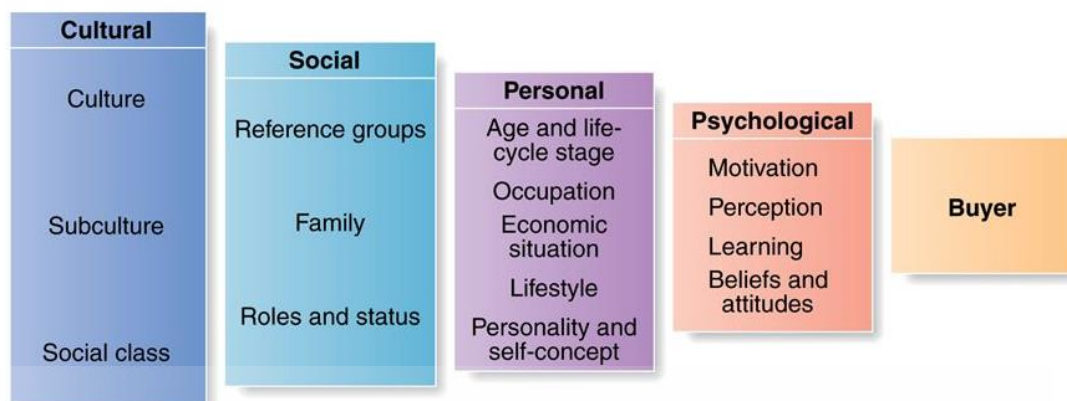 Cultural
Culture
Subculture
Social class
Social
Reference groups
Family
Roles and status
Personal
Age and life-
cycle stage
Occupation
Economic
situation
Lifestyle
Personality and
self-concept
Psychological
Motivation
Perception
Learning
Beliefs and
attitudes
Buyer